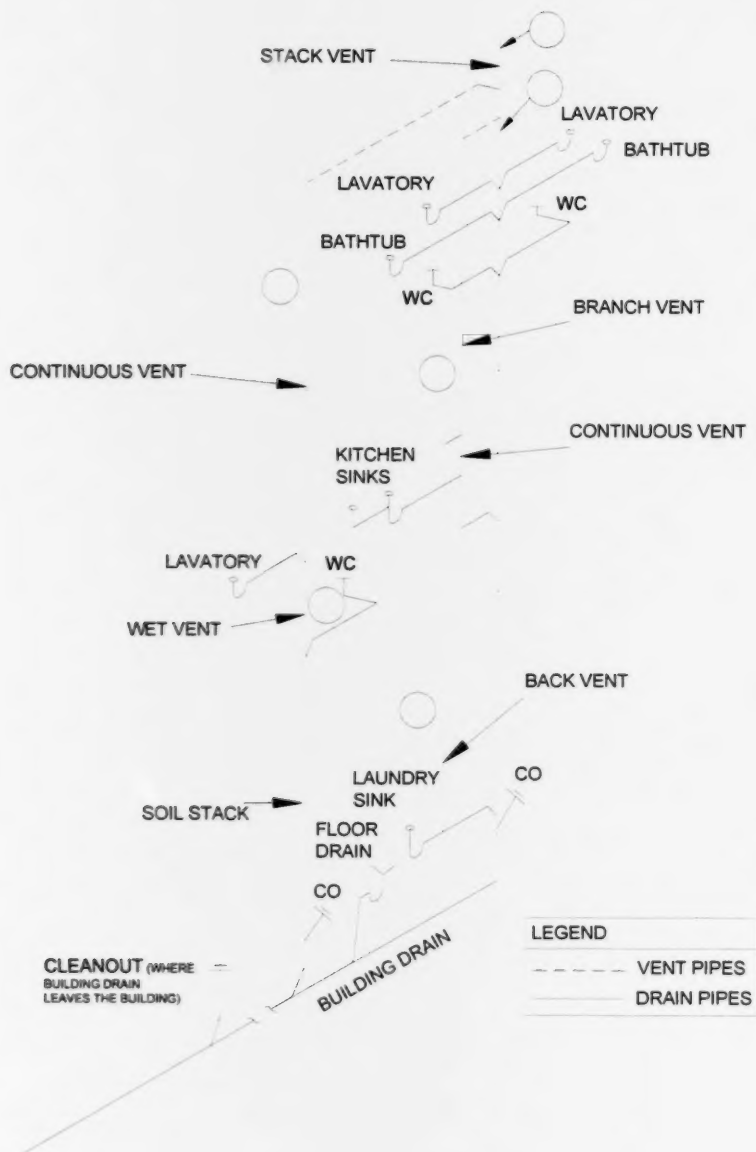 STACK VENT
LAVATORY
BATHTUB
LAVATORY
WC
BATHTUB
WC
BRANCH VENT
CONTINUOUS VENT
CONTINUOUS VENT
KITCHEN
SINKS
LAVATORY
WC
WET VENT
BACK VENT
LAUNDRY
SINK
CO
SOIL STACK
FLOOR
DRAIN
CO
LEGEND
CLEANOUT (WHERE
BUILDING DRAIN
LEAVES THE BUILDING)
BUILDING DRAIN
VENT PIPES
DRAIN PIPES